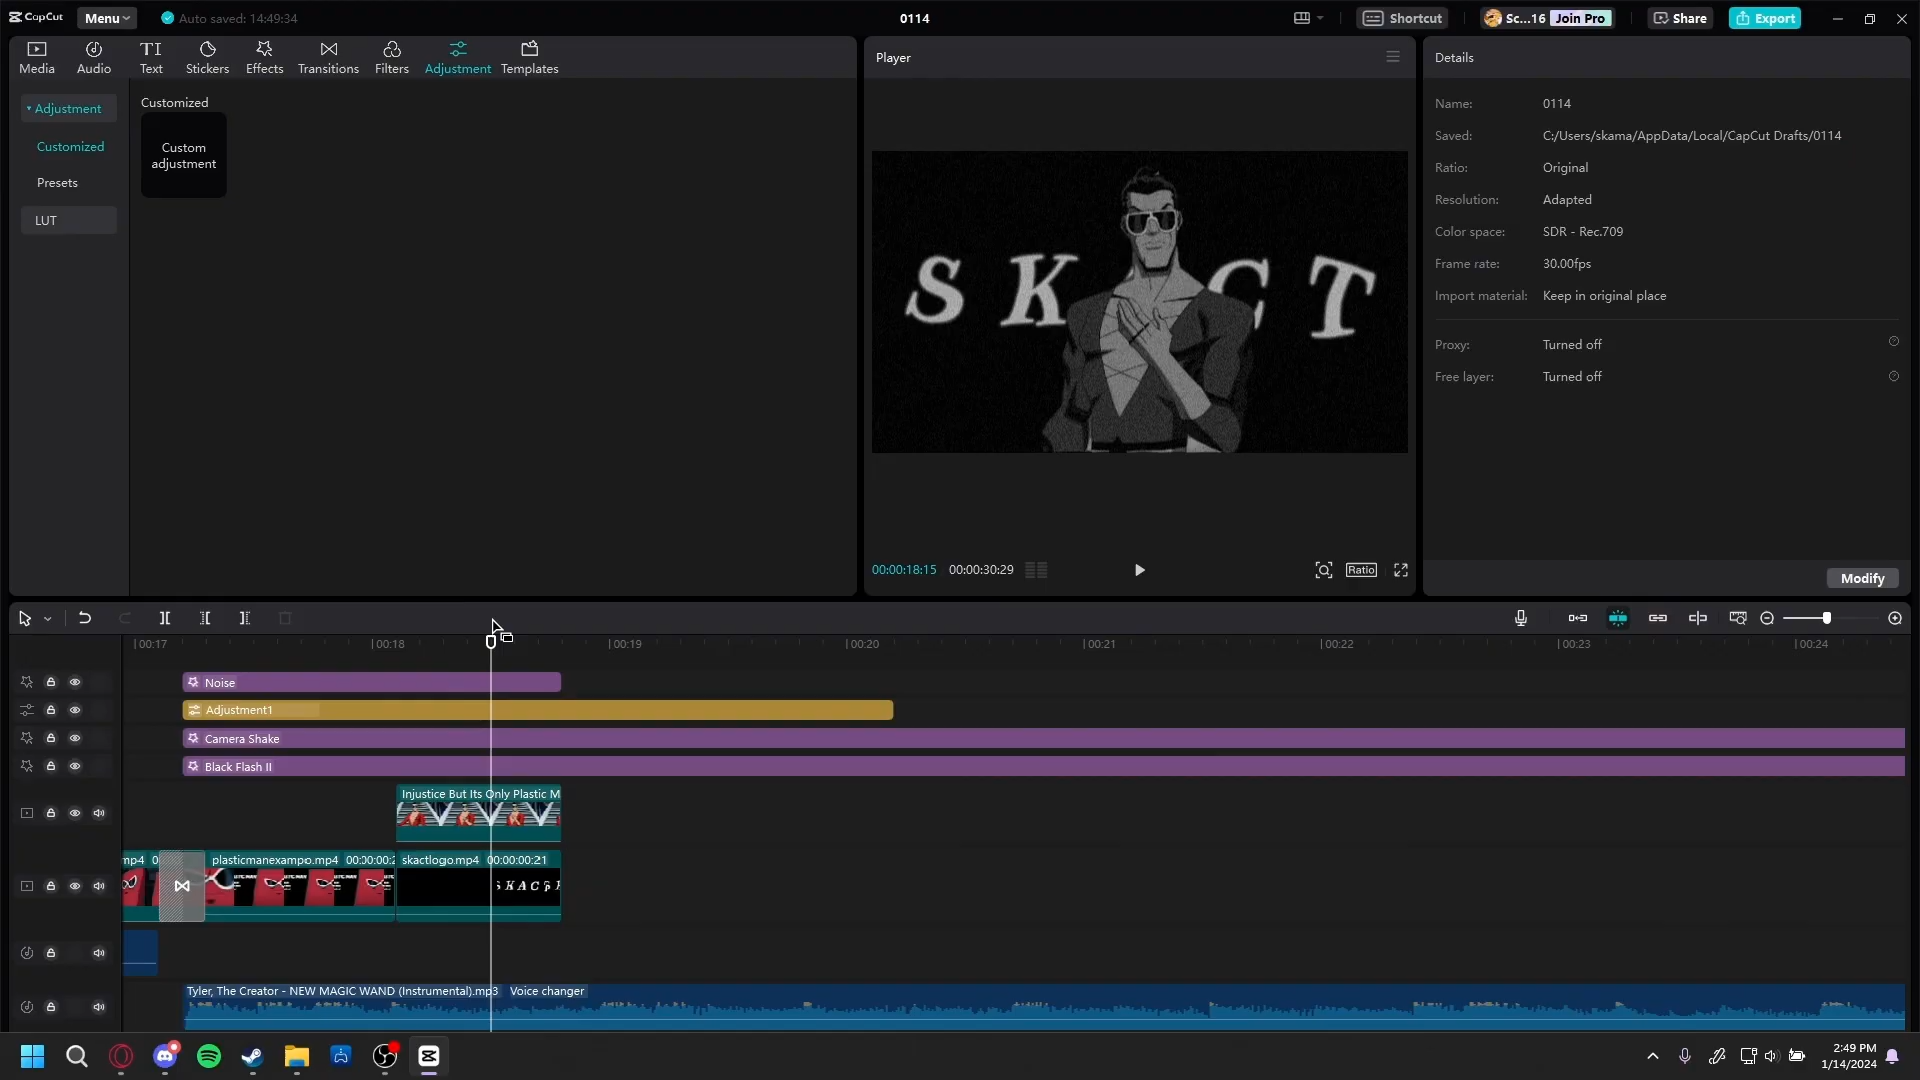 CapCut
Menu
Auto saved: 14:49:34
0114
Shortcut
Sc...16
Join Pro
Share
Export
Media
Audio
TI
Text
Stickers
Effects
Transitions
Filters
Adjustment
Templates
Player
Details
Adjustment
Customized
Presets
LUT
Customized
Custom
adjustment
S K C T
Name: 0114
Saved: C:/Users/skama/AppData/Local/CapCut Drafts/0114
Ratio: Original
Resolution: Adapted
Color space: SDR - Rec.709
Frame rate: 30.00fps
Import material: Keep in original place
Proxy: Turned off
Free layer: Turned off
00:00:18:15 00:00:30:29
Ratio
Modify
00:17 00:18 00:19 00:20 00:21 00:22 00:23 00:24
Noise
Adjustment1
Camera Shake
Black Flash II
Injustice But Its Only Plastic M
mp4 0
plasticmanexampo.mp4 00:00:00:2
skactlogo.mp4 00:00:00:21
Tyler, The Creator - NEW MAGIC WAND (Instrumental).mp3 Voice changer
2:49 PM
1/14/2024